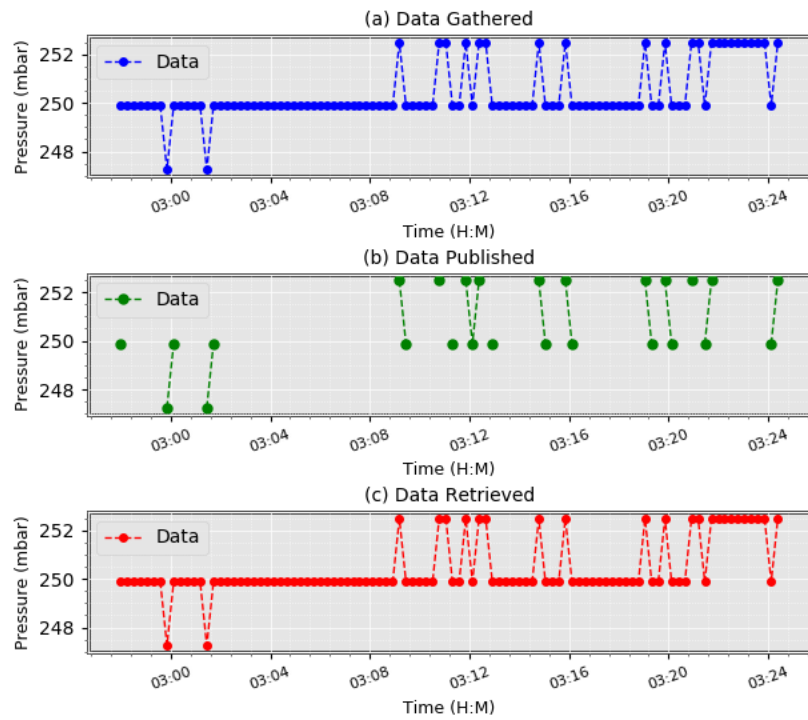 (a) Data Gathered
252
250
248
Pressure (mbar)
Data
03:00
03:04
03:08
03:12
03:16
03:20
03:24
Time (H:M)
(b) Data Published
252
250
248
Pressure (mbar)
Data
03:00
03:04
03:08
03:12
03:16
03:20
03:24
Time (H:M)
(c) Data Retrieved
252
250
248
Pressure (mbar)
Data
03:00
03:04
03:08
03:12
03:16
03:20
03:24
Time (H:M)